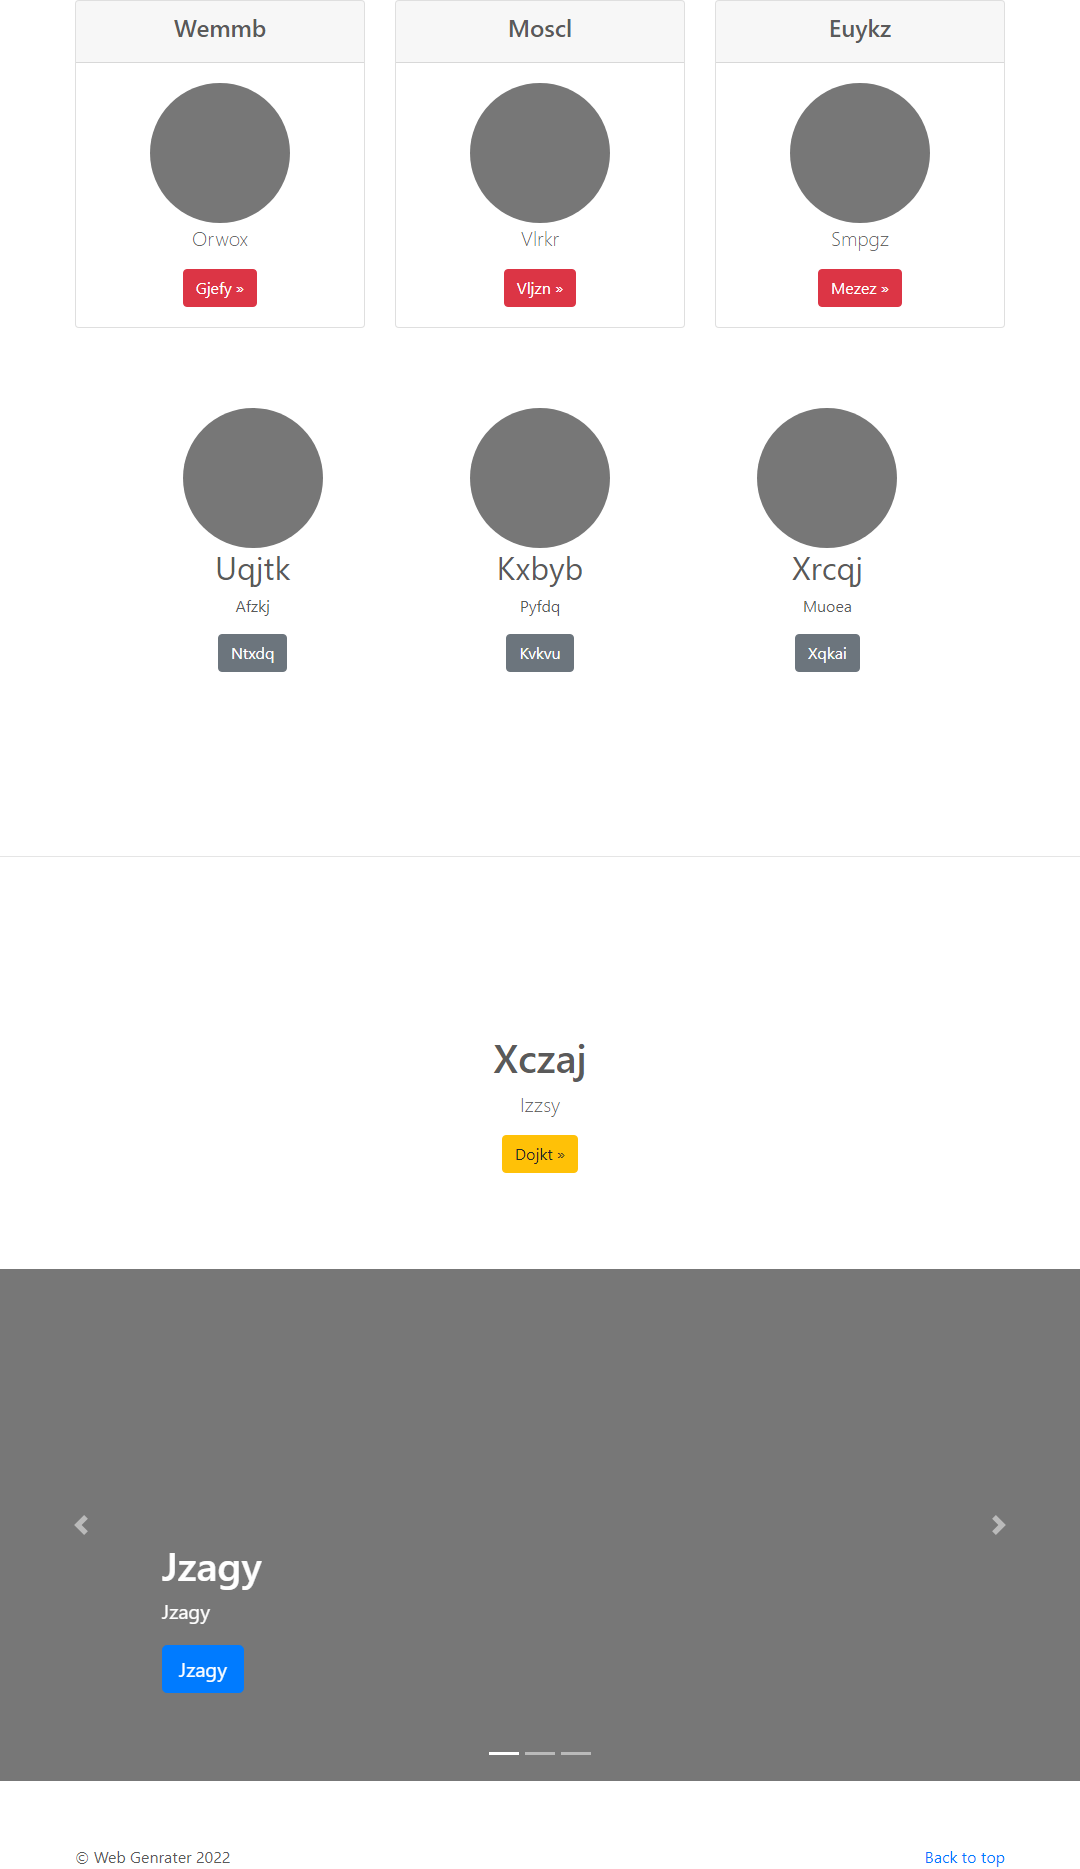 Wemmb
Moscl
Euykz
Orwox
Vlrkr
Smpgz
Gjefy »
Vljzn »
Mezez »
Uqjtk
Kxbyb
Xrcqj
Afzkj
Pyfdq
Muoea
Ntxdq
Kvkvu
Xqkai
Xczaj
Izzsy
Dojkt »
Jzagy
Jzagy
Jzagy
© Web Genrater 2022
Back to top